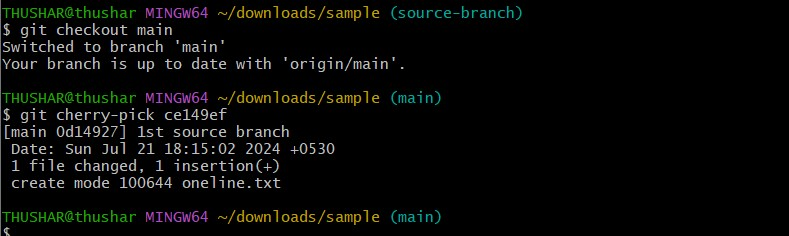 THUSHAR@thushar MINGW64 ~/downloads/sample (source-branch)
$ git checkout main
Switched to branch 'main'
Your branch is up to date with 'origin/main'.
THUSHAR@thushar MINGW64 ~/downloads/sample (main)
$ git cherry-pick ce149ef
[main 0d14927] 1st source branch
 Date: Sun Jul 21 18:15:02 2024 +0530
 1 file changed, 1 insertion(+)
 create mode 100644 oneline.txt
THUSHAR@thushar MINGW64 ~/downloads/sample (main)
$